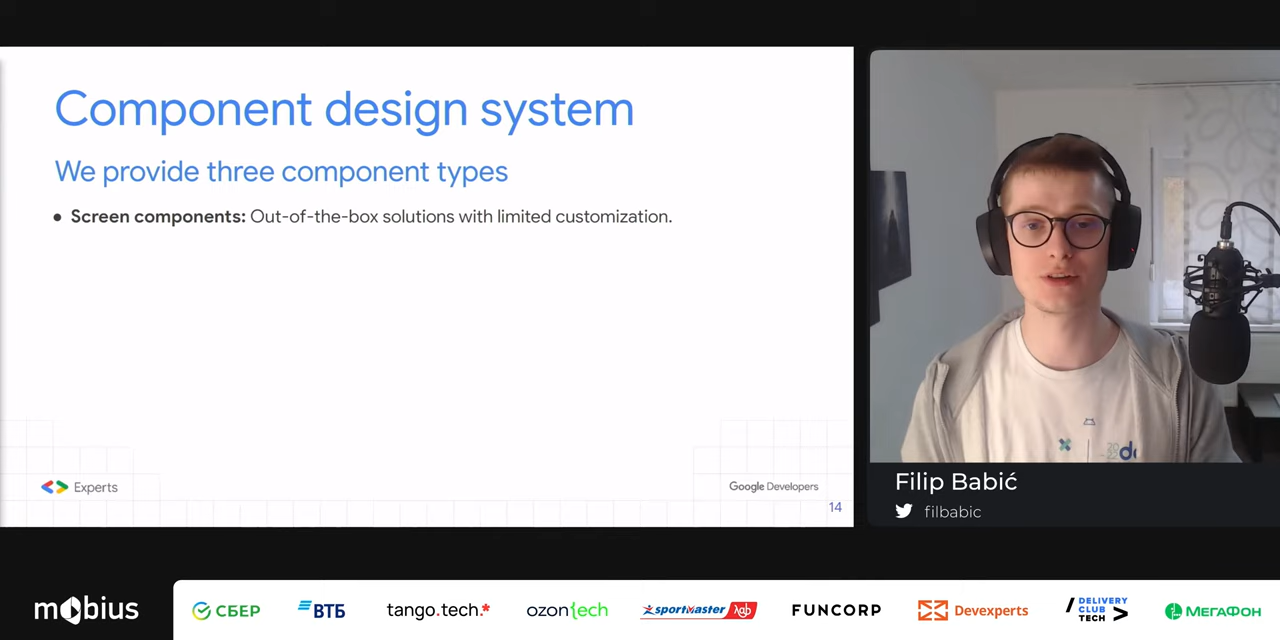 Component design system
We provide three component types
• Screen components: Out-of-the-box solutions with limited customization.
Experts
Google Developers
14
Filip Babić
filbabic
mobius
СБЕР
ВТБ
tango.tech.*
ozon{tech
sportmaster lab
FUNCORP
Devexperts
/ DELIVERY
CLUB
TECH >
МЕГАФОН